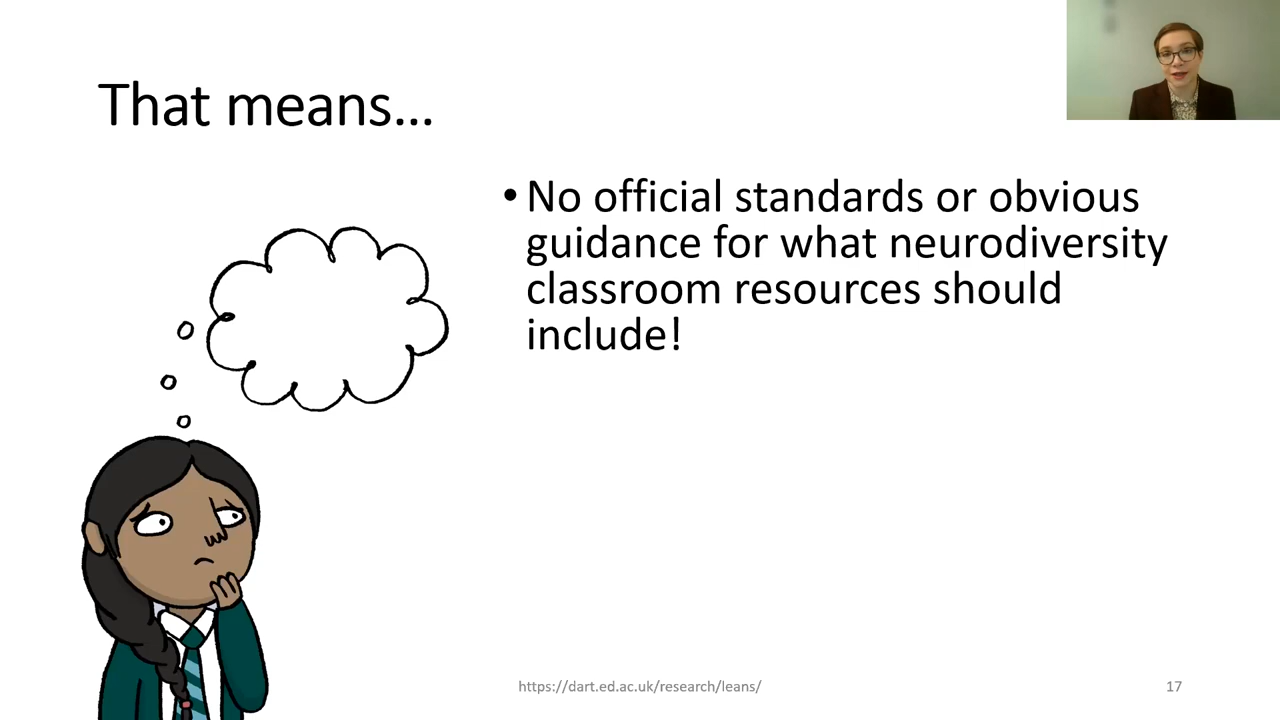 That means…
• No official standards or obvious
guidance for what neurodiversity
classroom resources should
include!
https://dart.ed.ac.uk/research/leans/
17